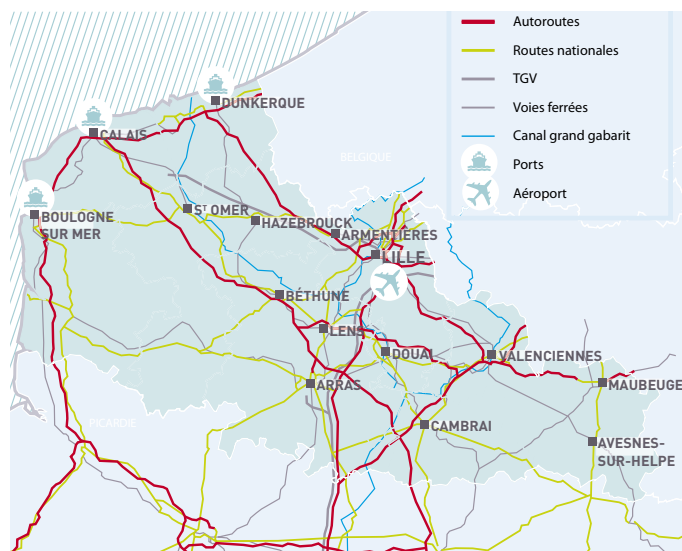 Autoroutes
Routes nationales
TGV
Voies ferrées
Canal grand gabarit
Ports
Aéroport
DUNKERQUE
CALAIS
BELGIQUE
ST OMER
HAZEBROUCK
BOULOGNE
SUR MER
ARMENTIÈRES
LILLE
BÉTHUNE
LENS
DOUAI
VALENCIENNES
ARRAS
MAUBEUGE
PICARDIE
CAMBRAI
AVESNES-
SUR-HELPE